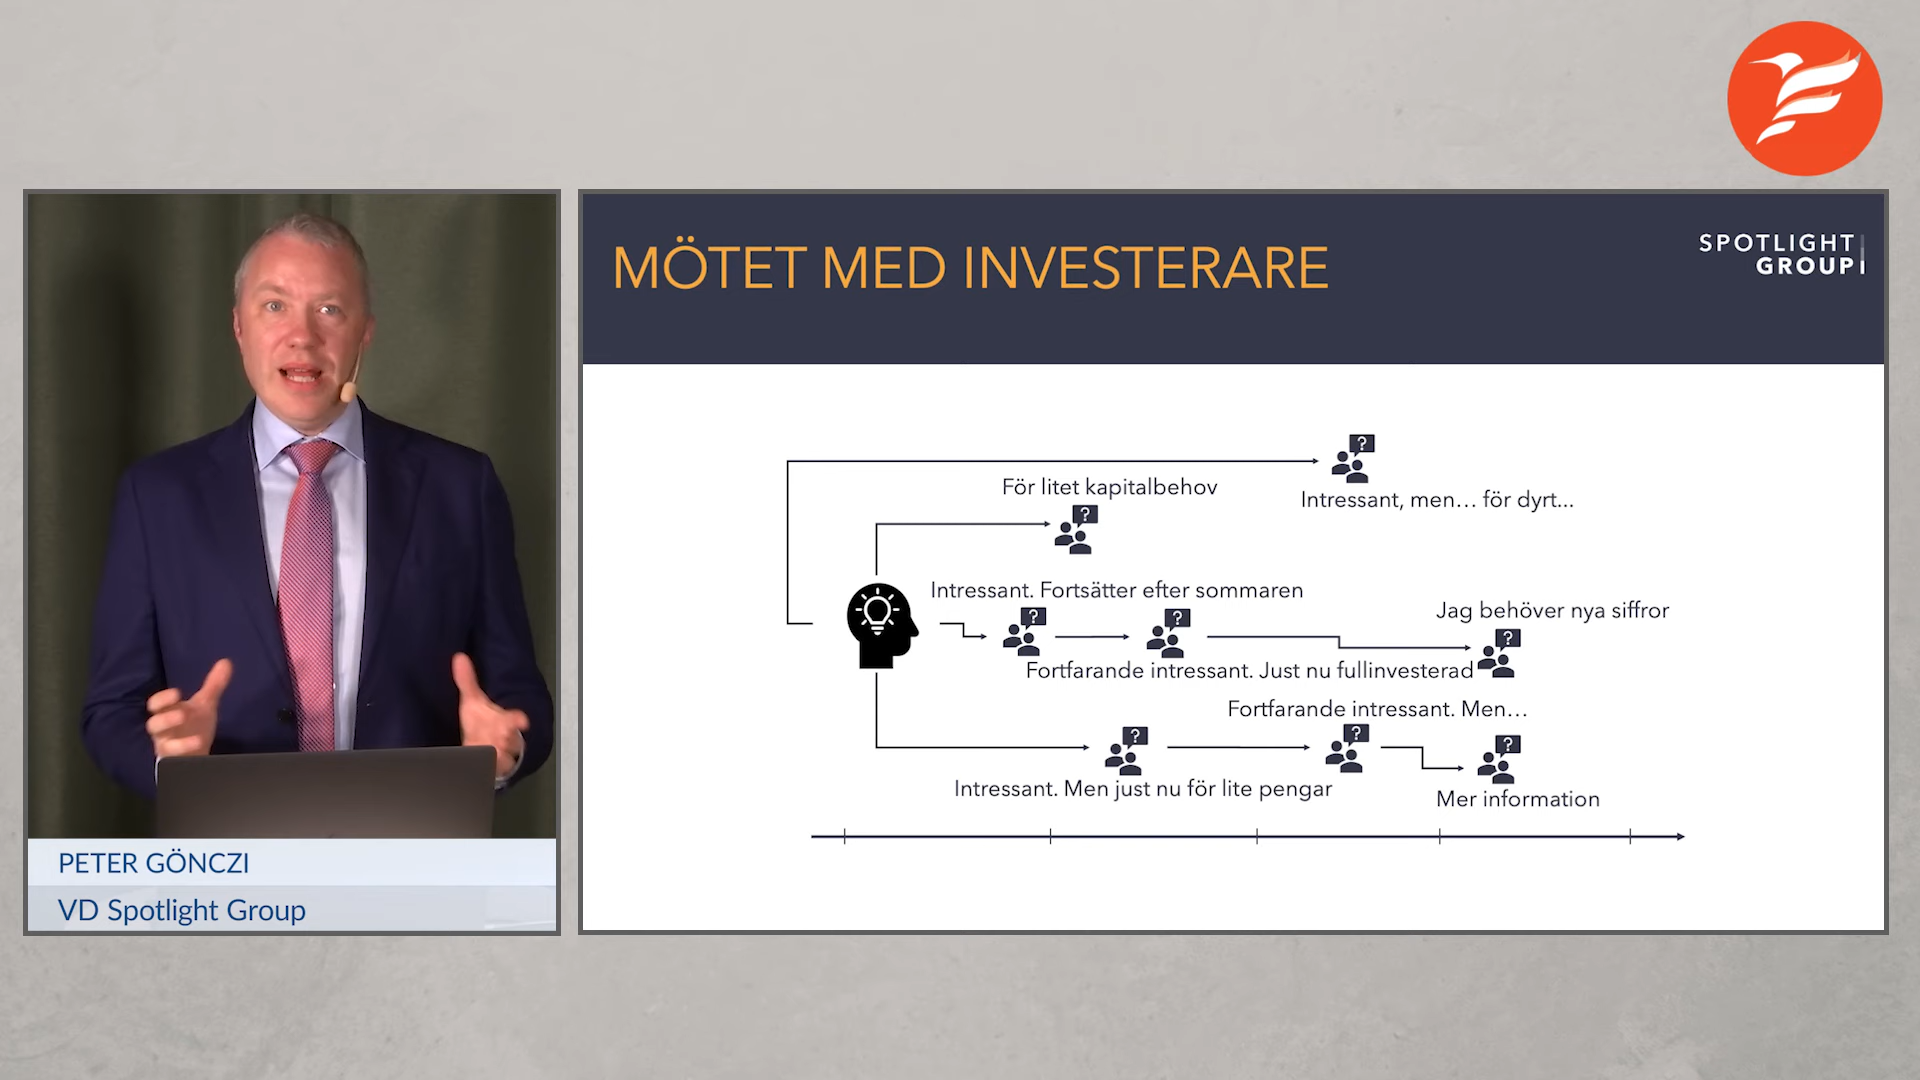 MÖTET MED INVESTERARE
SPOTLIGHT
GROUP
?
För litet kapitalbehov
Intressant, men... för dyrt...
?
Intressant. Fortsätter efter sommaren
?
?
Jag behöver nya siffror
?
Fortfarande intressant. Just nu fullinvesterad
Fortfarande intressant. Men...
?
?
?
Intressant. Men just nu för lite pengar
Mer information
PETER GÖNCZI
VD Spotlight Group